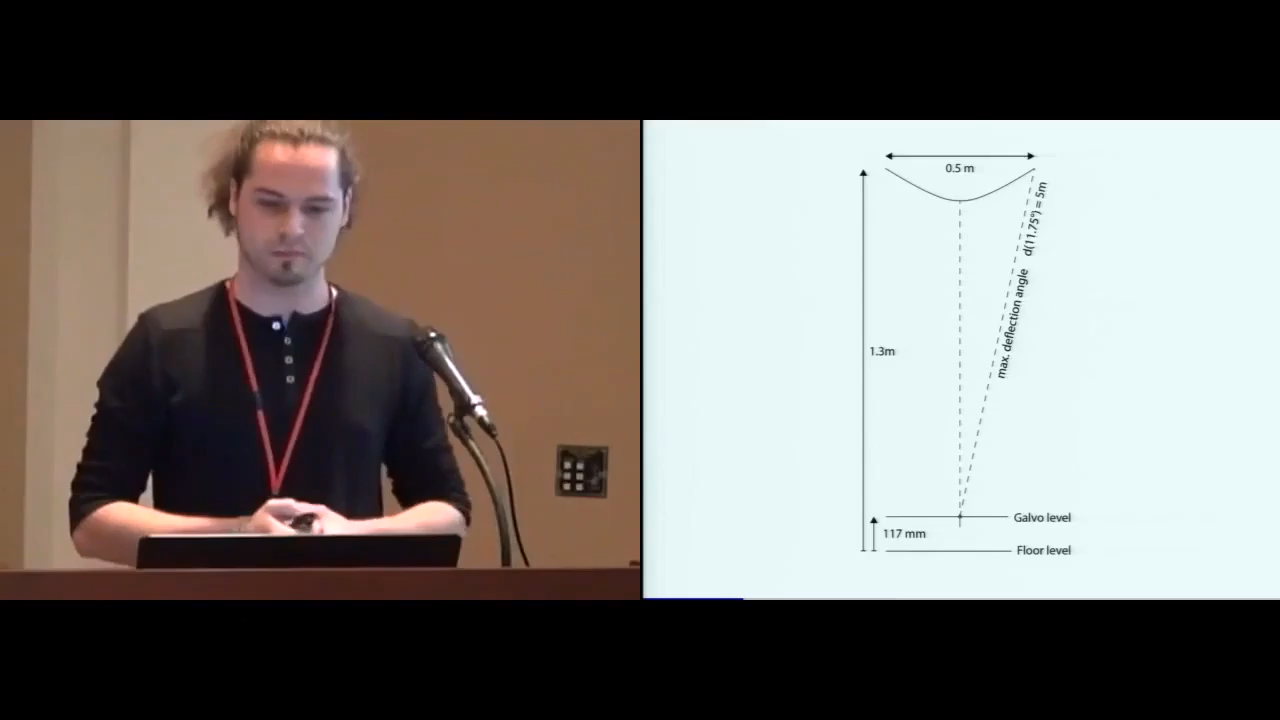 0.5 m
d(11.75°) = 5m
max. deflection angle
1.3m
Galvo level
117 mm
Floor level